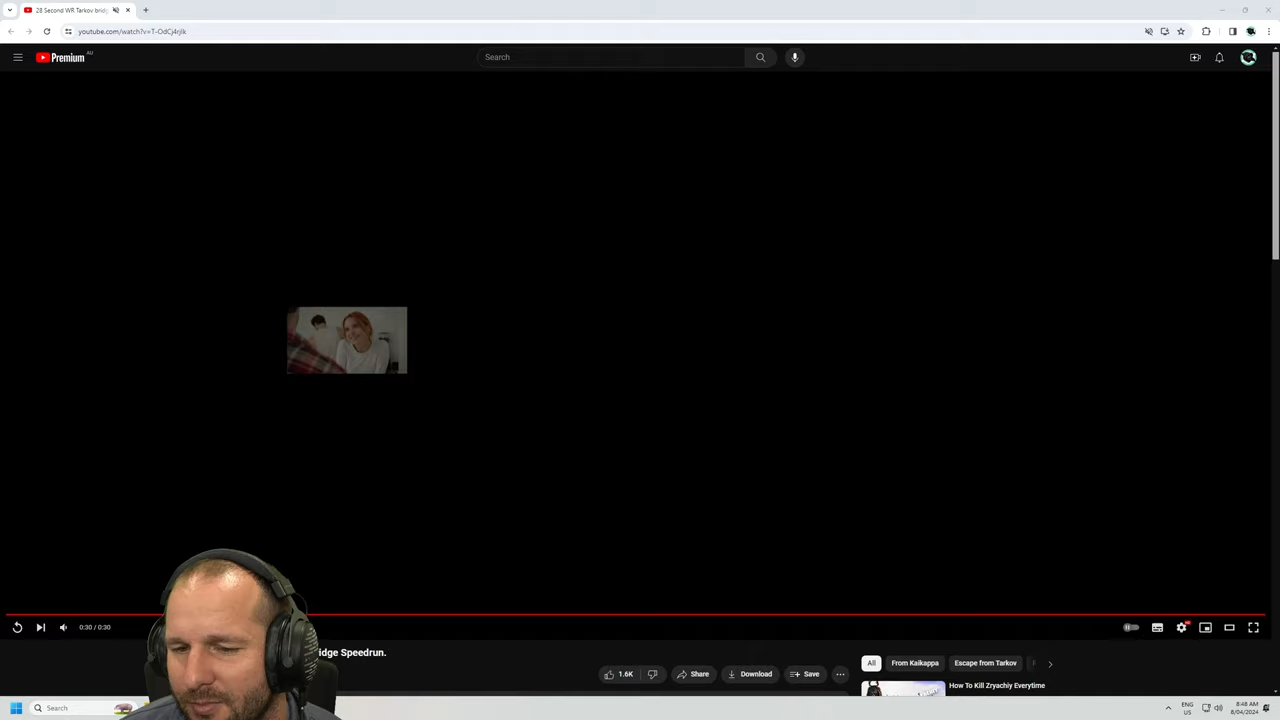 28 Second WR Tarkov brid
youtube.com/watch?v=T-OdCj4rjIk
Premium AU
Search
0:30 / 0:30
idge Speedrun.
1.6K
Share
Download
Save
All
From Kaikappa
Escape from Tarkov
How To Kill Zryachiy Everytime
Search
ENG
US
8:48 AM
8/04/2024